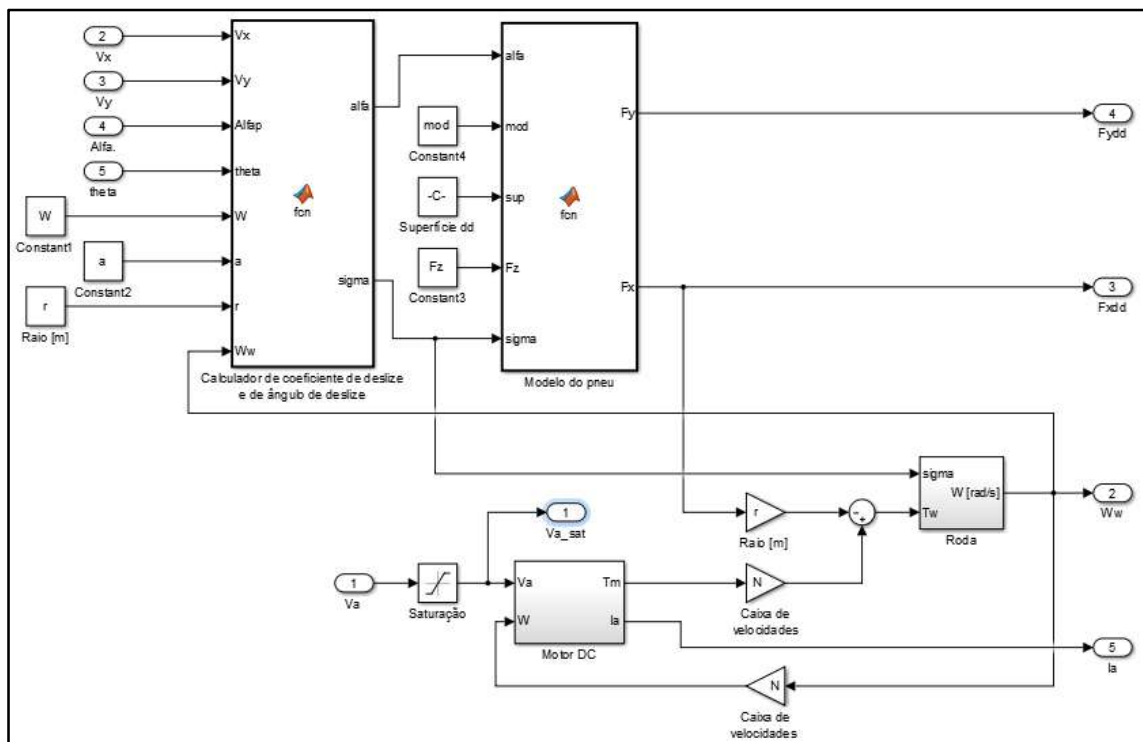 2
Vx
3
Vy
4
Alfa.
5
theta
W
Constant1
a
Constant2
r
Raio [m]
Vx
Vy
Alfap
theta
W
a
r
Ww
fcn
alfa
sigma
Calculador de coeficiente de deslize
e de ângulo de deslize
mod
Constant4
-C-
Superfície dd
Fz
Constant3
alfa
mod
sup
Fz
sigma
fcn
Fy
Fx
Modelo do pneu
4
Fydd
3
Fxdd
sigma
W [rad/s]
Tw
Roda
2
Ww
1
Va_sat
r
Raio [m]
-
+
1
Va
Saturação
Va
W
Tm
Ia
Motor DC
N
Caixa de
velocidades
5
Ia
N
Caixa de
velocidades